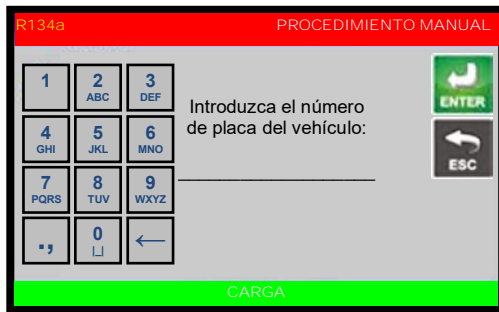 R134a PROCEDIMIENTO MANUAL
1 2 ABC 3 DEF
4 GHI 5 JKL 6 MNO
7 PQRS 8 TUV 9 WXYZ
., 0 ←
Introduzca el número
de placa del vehículo:
ENTER
ESC
CARGA